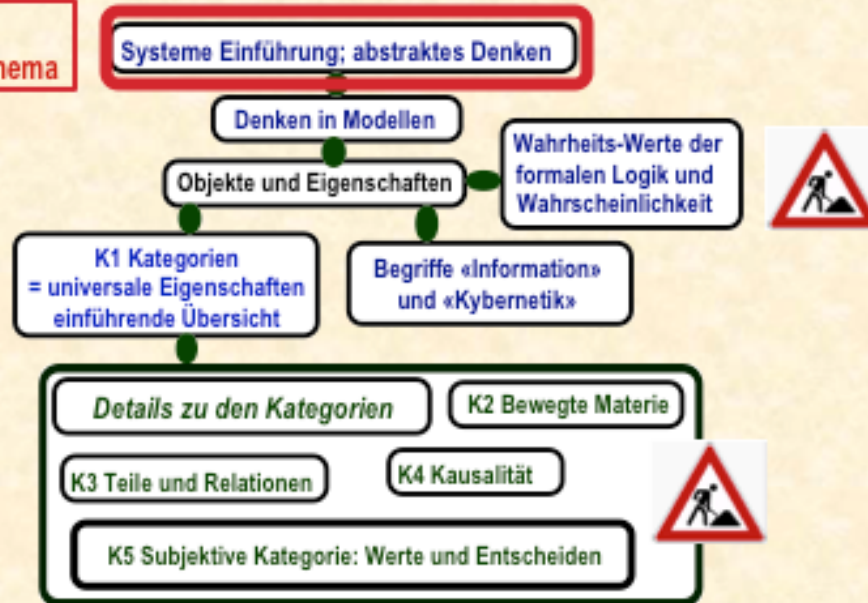 Systeme Einführung; abstraktes Denken
Denken in Modellen
Wahrheits-Werte der
formalen Logik und
Wahrscheinlichkeit
Objekte und Eigenschaften
K1 Kategorien
= universale Eigenschaften
einführende Übersicht
Begriffe «Information»
und «Kybernetik»
Details zu den Kategorien
K2 Bewegte Materie
K3 Teile und Relationen
K4 Kausalität
K5 Subjektive Kategorie: Werte und Entscheiden